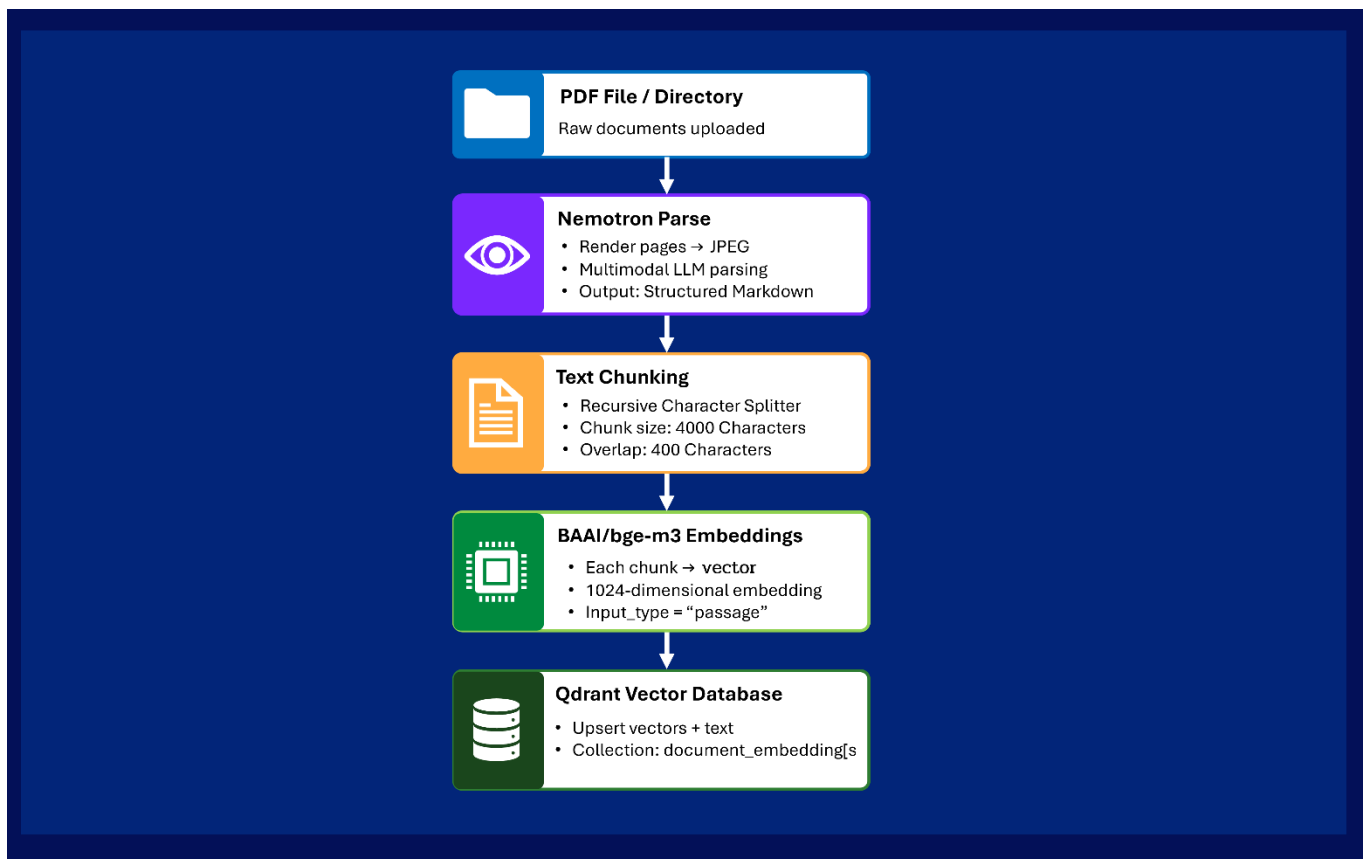 PDF File / Directory
Raw documents uploaded
Nemotron Parse
• Render pages → JPEG
• Multimodal LLM parsing
• Output: Structured Markdown
Text Chunking
• Recursive Character Splitter
• Chunk size: 4000 Characters
• Overlap: 400 Characters
BAAI/bge-m3 Embeddings
• Each chunk → vector
• 1024-dimensional embedding
• Input_type = “passage”
Qdrant Vector Database
• Upsert vectors + text
• Collection: document_embedding[s